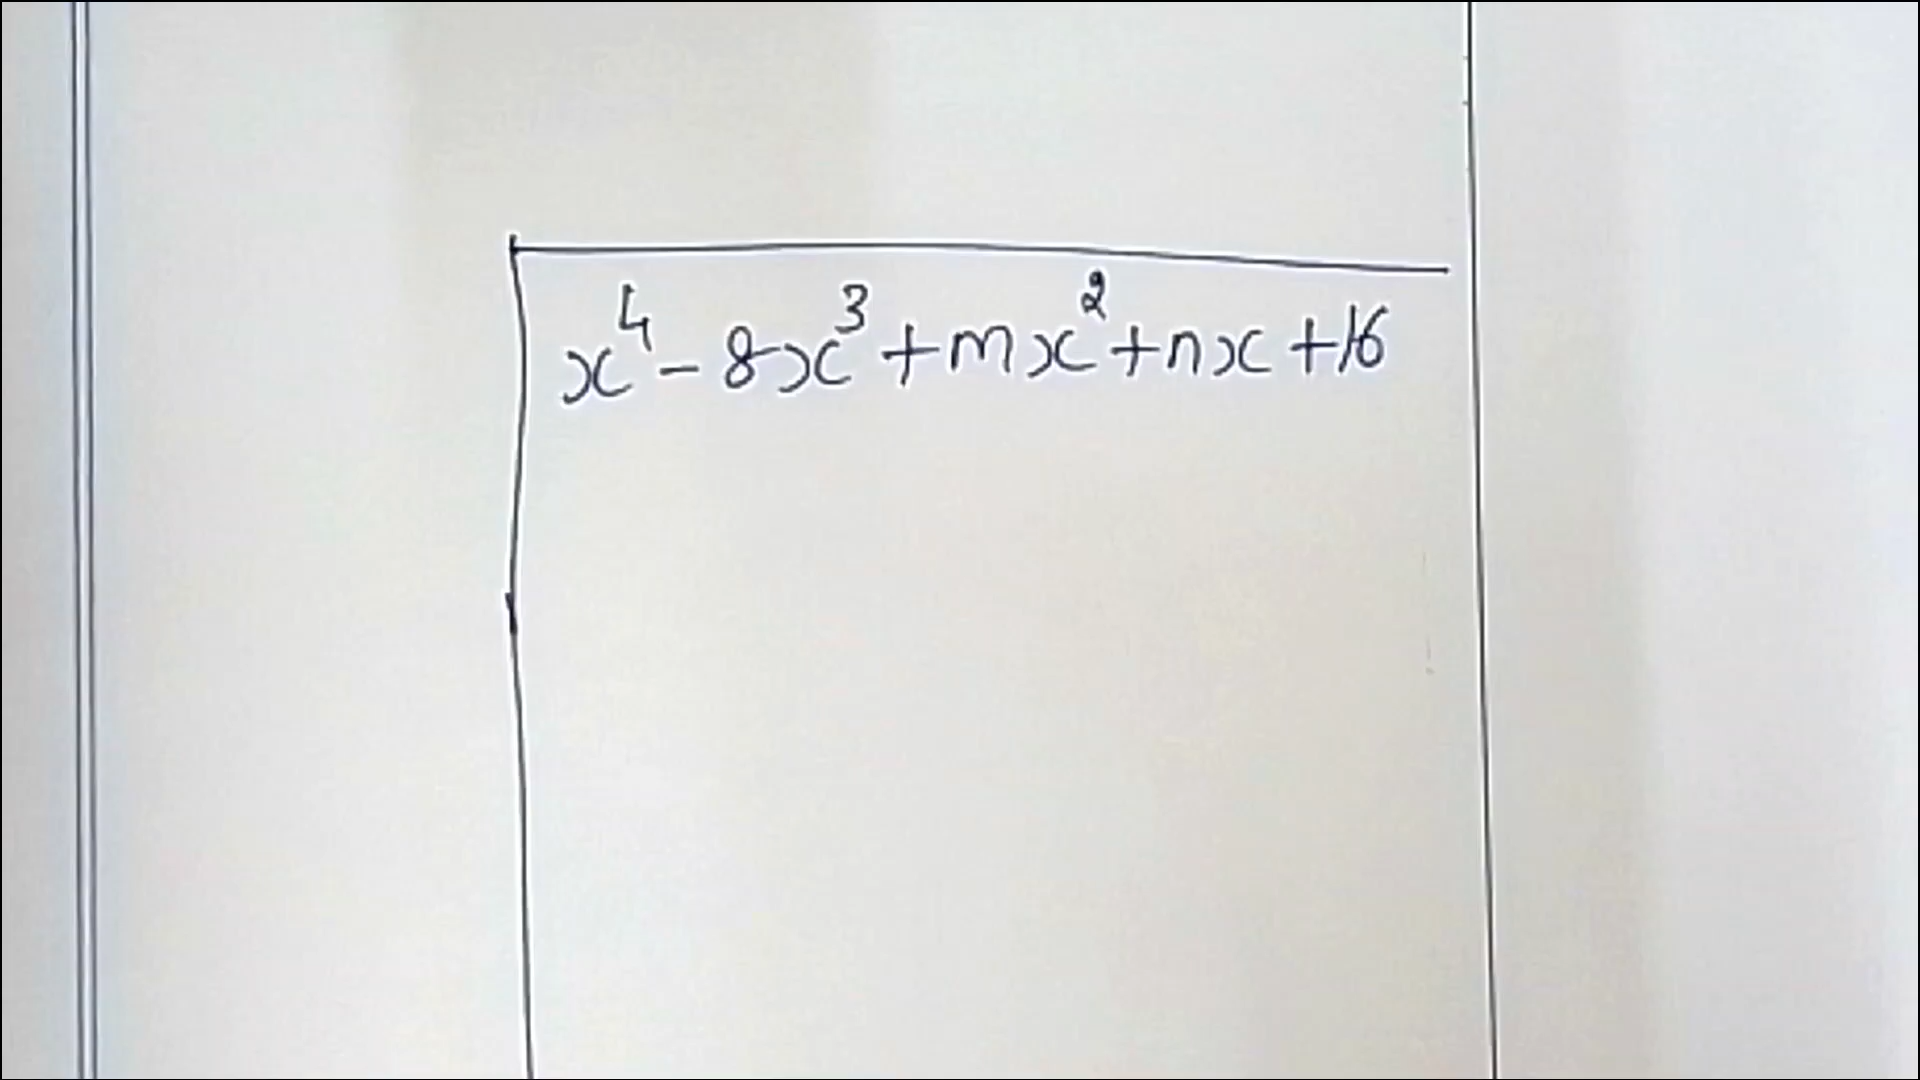 x⁴ - 8x³ + mx² + nx + 16